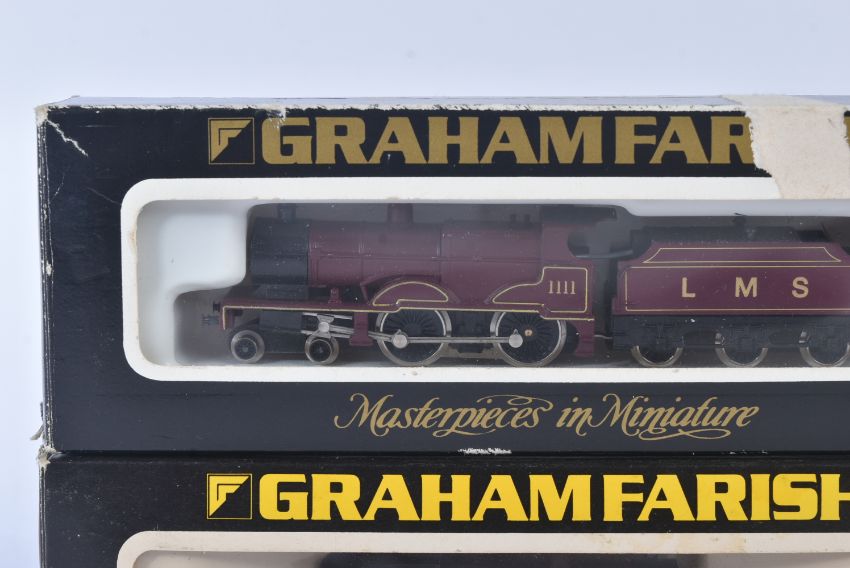 GRAHAM FAR
1111
L M S
Masterpieces in Miniature
GRAHAM FARISH